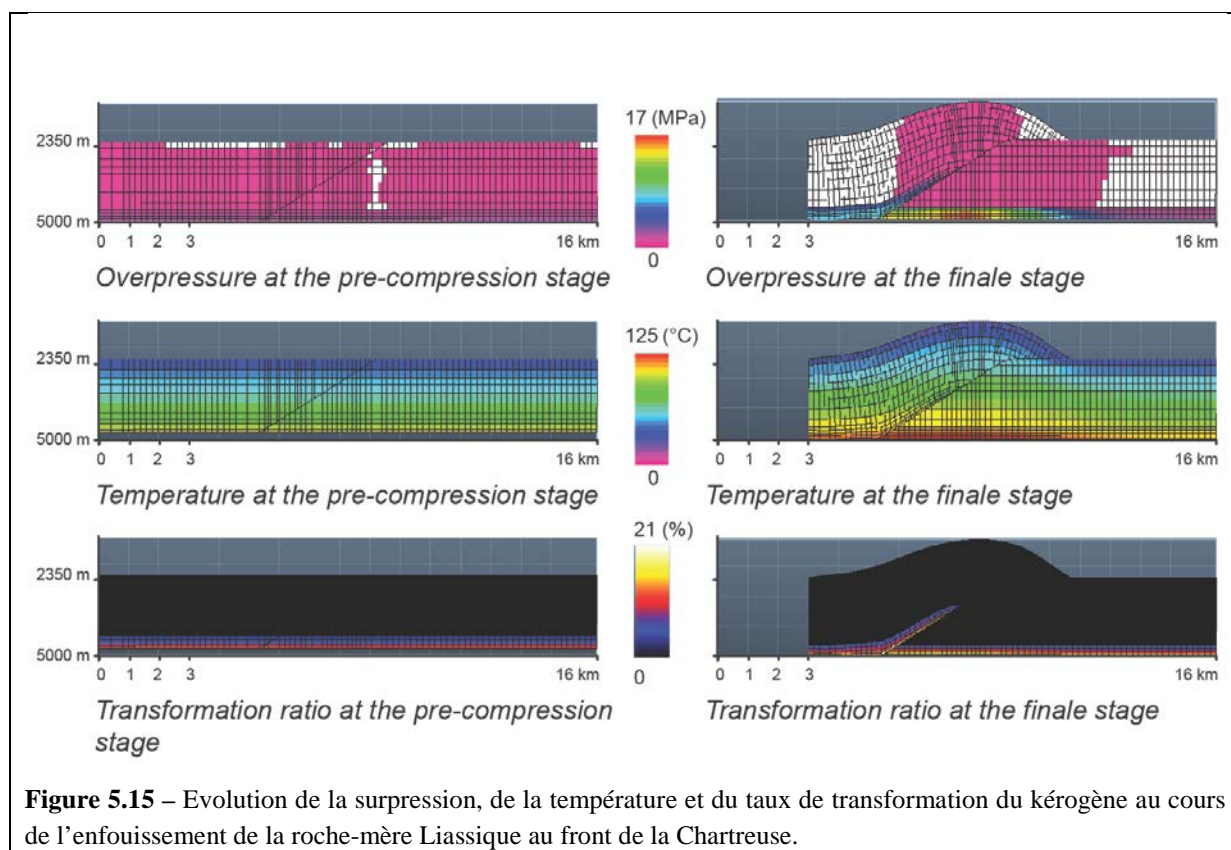 17 (MPa)
2350 m
5000 m
0 1 2 3 16 km
0
3
0 1 2 3 16 km
Overpressure at the pre-compression stage
Overpressure at the finale stage
125 (°C)
2350 m
5000 m
0 1 2 3 16 km
0
0 1 2 3 16 km
Temperature at the pre-compression stage
Temperature at the finale stage
21 (%)
2350 m
5000 m
0 1 2 3 16 km
0
0 1 2 3 16 km
Transformation ratio at the pre-compression
stage
Transformation ratio at the finale stage
Figure 5.15 – Evolution de la surpression, de la température et du taux de transformation du kérogène au cours
de l’enfouissement de la roche-mère Liassique au front de la Chartreuse.